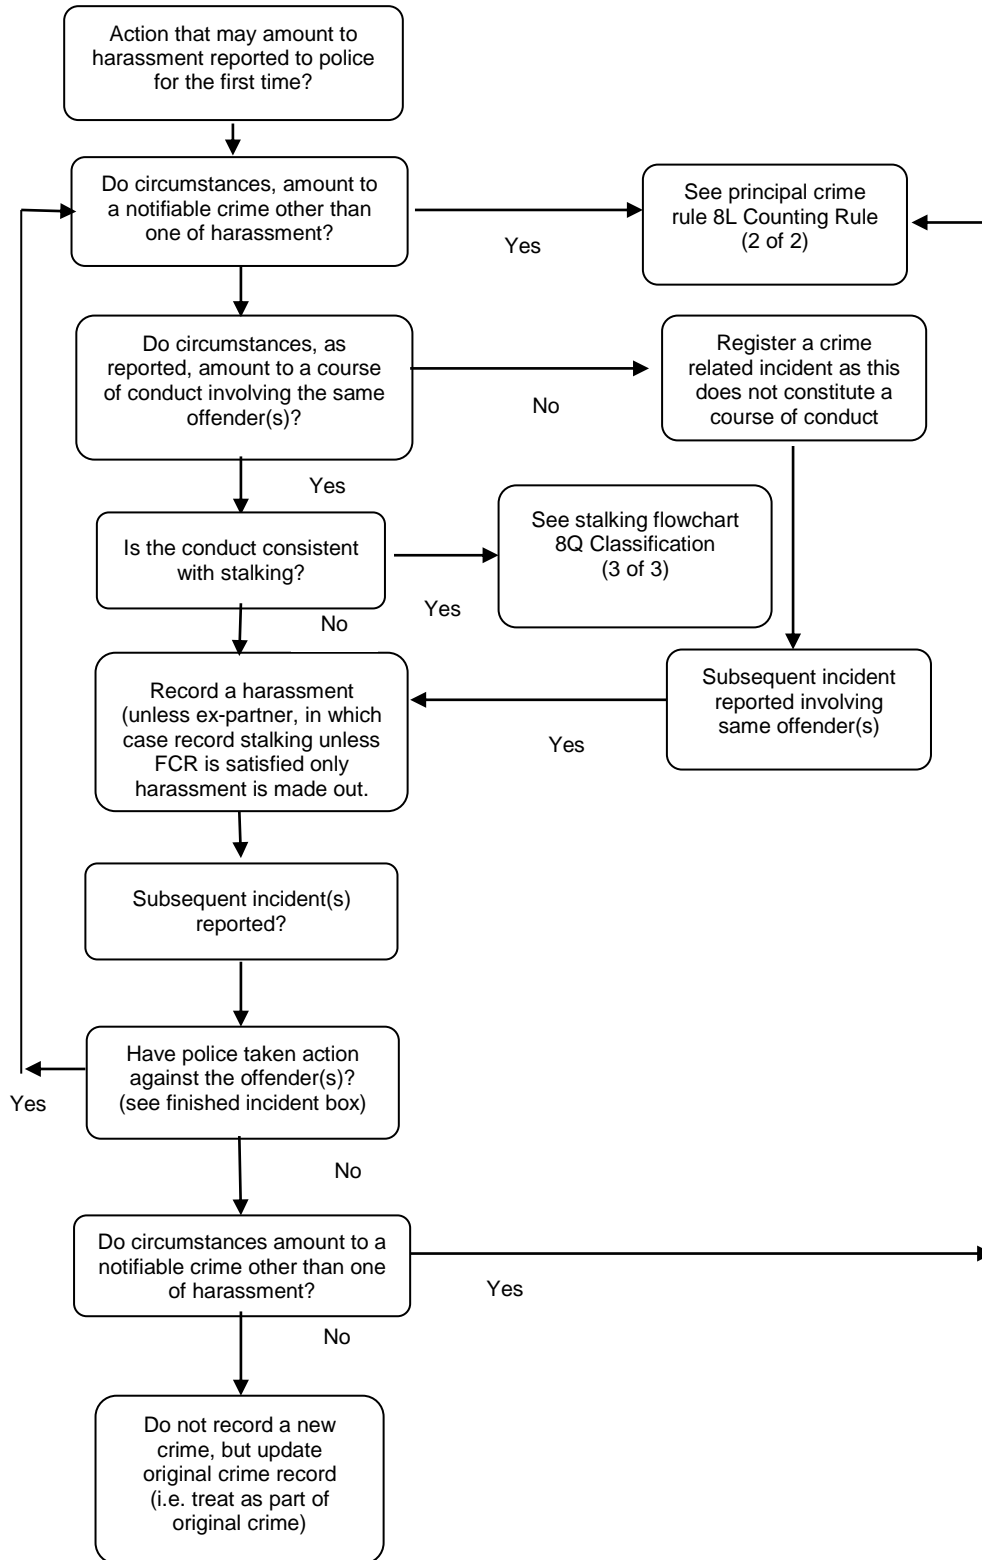 Action that may amount to
harassment reported to police
for the first time?
Do circumstances, amount to
a notifiable crime other than
one of harassment?
Yes
See principal crime
rule 8L Counting Rule
(2 of 2)
Do circumstances, as
reported, amount to a course
of conduct involving the same
offender(s)?
No
Register a crime
related incident as this
does not constitute a
course of conduct
Yes
Is the conduct consistent
with stalking?
Yes
See stalking flowchart
8Q Classification
(3 of 3)
No
Record a harassment
(unless ex-partner, in which
case record stalking unless
FCR is satisfied only
harassment is made out.
Yes
Subsequent incident
reported involving
same offender(s)
Subsequent incident(s)
reported?
Have police taken action
against the offender(s)?
(see finished incident box)
Yes
No
Do circumstances amount to a
notifiable crime other than one
of harassment?
Yes
No
Do not record a new
crime, but update
original crime record
(i.e. treat as part of
original crime)